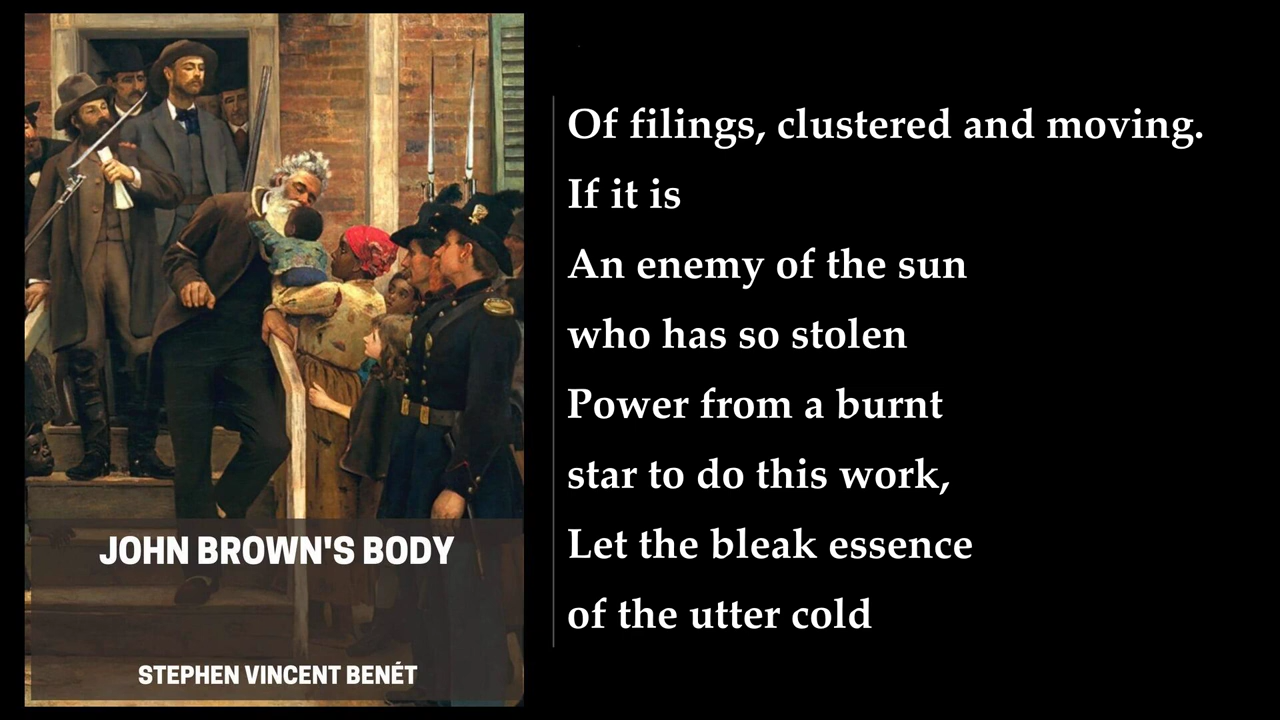 JOHN BROWN'S BODY
STEPHEN VINCENT BENÉT
Of filings, clustered and moving.
If it is
An enemy of the sun
who has so stolen
Power from a burnt
star to do this work,
Let the bleak essence
of the utter cold